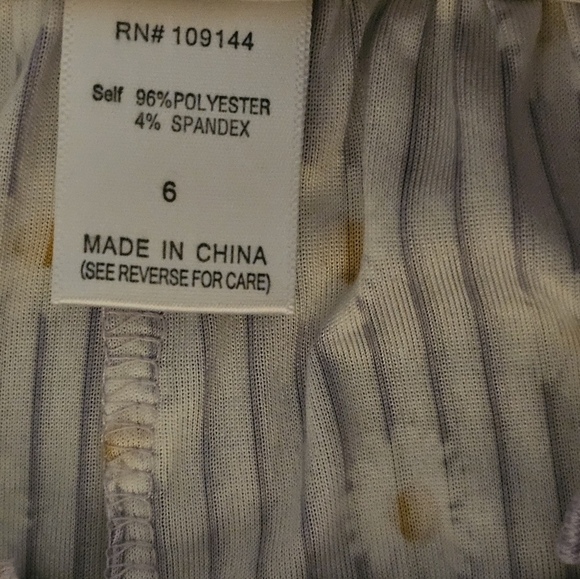 RN# 109144
Self 96%POLYESTER
4% SPANDEX
6
MADE IN CHINA
(SEE REVERSE FOR CARE)